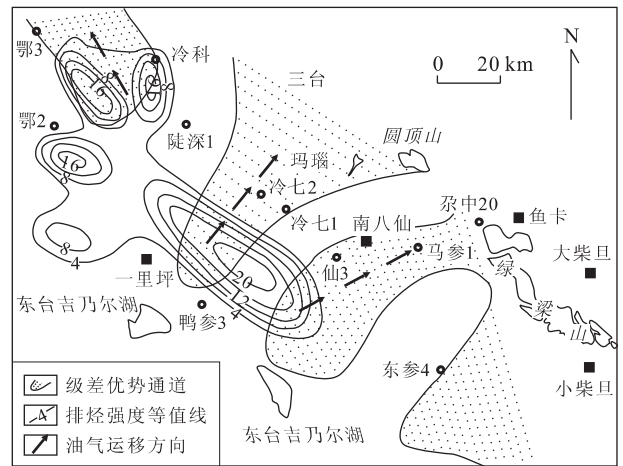 鄂3
冷科
16
8
18
8
鄂2
陡深1
16
8
8
4
三台
0 20 km
N
圆顶山
玛瑙
冷七2
冷七1
南八仙
尕中20
鱼卡
仙3
马参1
大柴旦
绿梁山
一里坪
20
12
4
东台吉乃尔湖
鸭参3
东参4
小柴旦
东台吉乃尔湖
级差优势通道
4
排烃强度等值线
油气运移方向